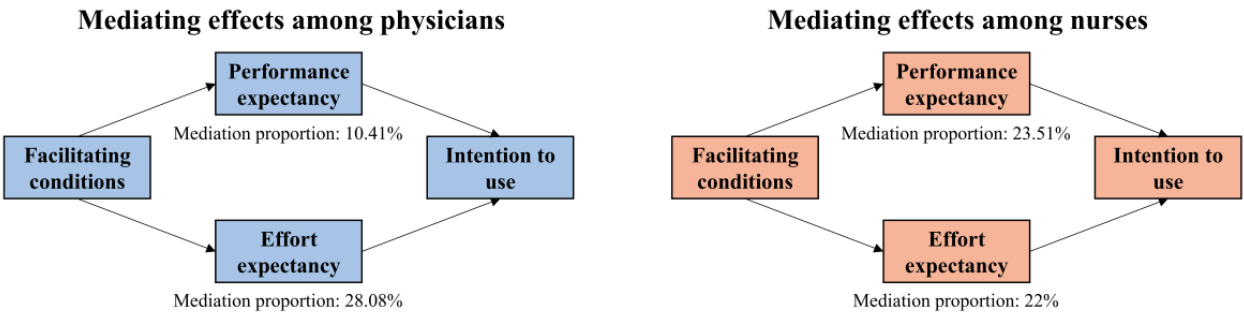 Mediating effects among physicians
Performance
expectancy
Mediation proportion: 10.41%
Facilitating
conditions
Intention to
use
Effort
expectancy
Mediation proportion: 28.08%
Mediating effects among nurses
Performance
expectancy
Mediation proportion: 23.51%
Facilitating
conditions
Intention to
use
Effort
expectancy
Mediation proportion: 22%